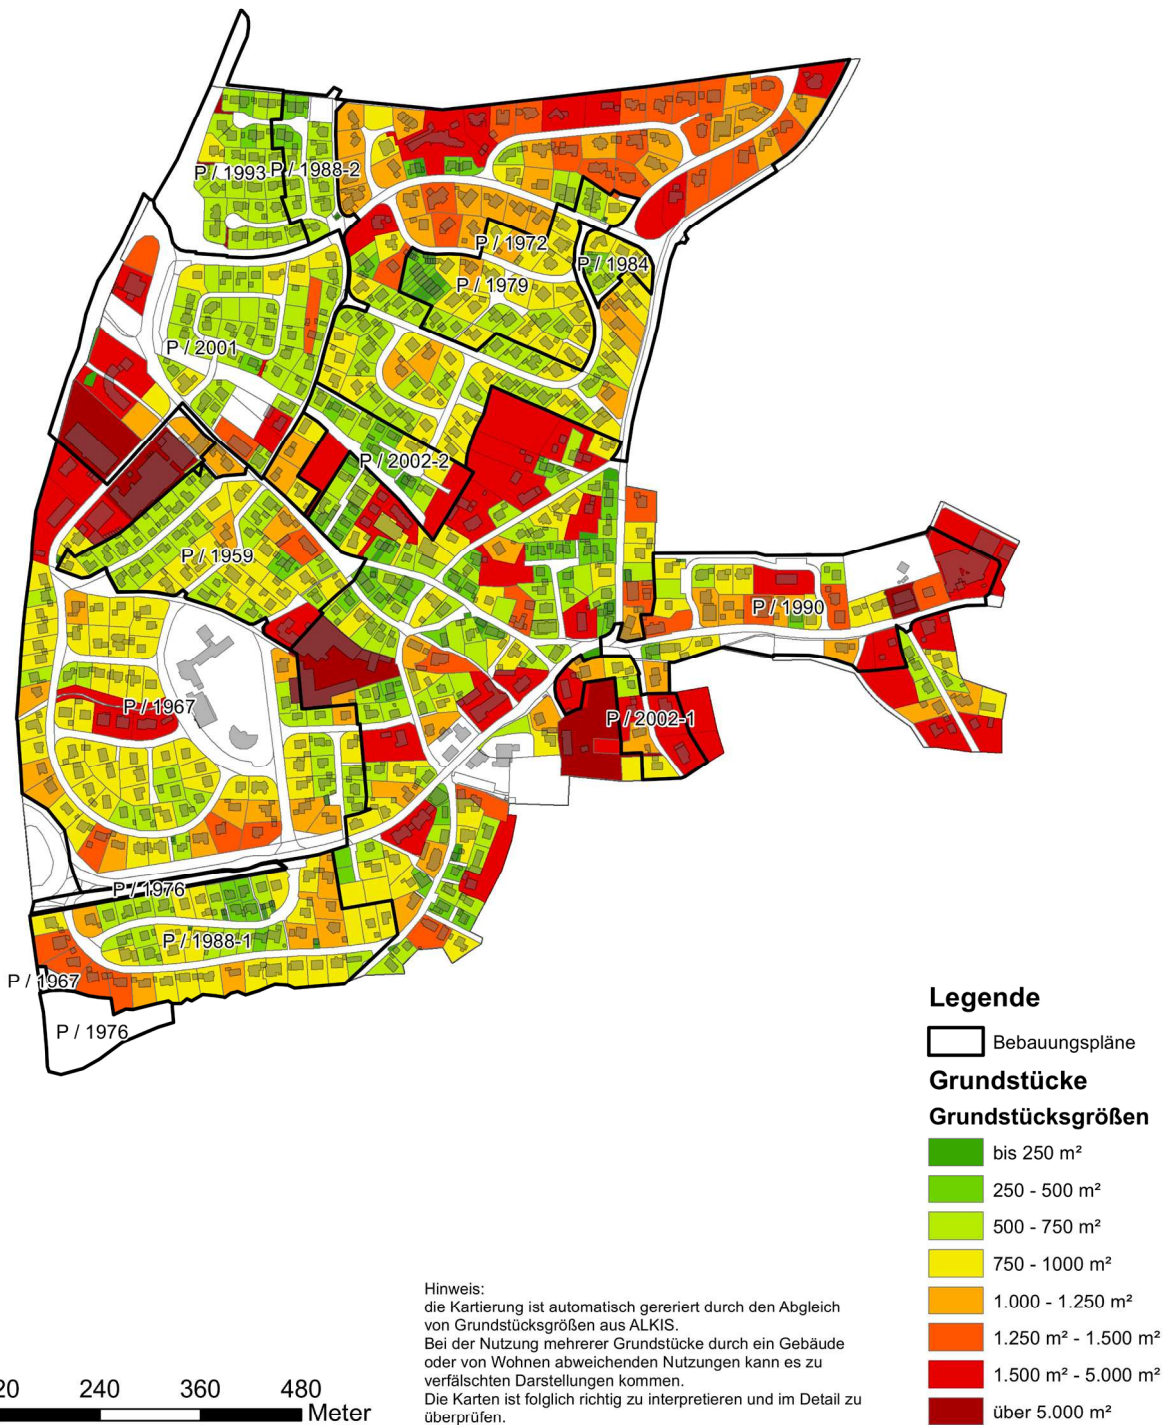 P / 1993
P / 1988-2
P / 1972
P / 1984
P / 1979
P / 2001
P / 2002-2
P / 1959
P / 1990
P / 1967
P / 2002-1
P / 1976
P / 1988-1
P / 1967
P / 1976
Legende
Bebauungspläne
Grundstücke
Grundstücksgrößen
bis 250 m²
250 - 500 m²
500 - 750 m²
750 - 1000 m²
1.000 - 1.250 m²
1.250 m² - 1.500 m²
1.500 m² - 5.000 m²
über 5.000 m²
Hinweis:
die Kartierung ist automatisch gereriert durch den Abgleich
von Grundstücksgrößen aus ALKIS.
Bei der Nutzung mehrerer Grundstücke durch ein Gebäude
oder von Wohnen abweichenden Nutzungen kann es zu
verfälschten Darstellungen kommen.
Die Karten ist folglich richtig zu interpretieren und im Detail zu
überprüfen.
20 240 360 480
Meter